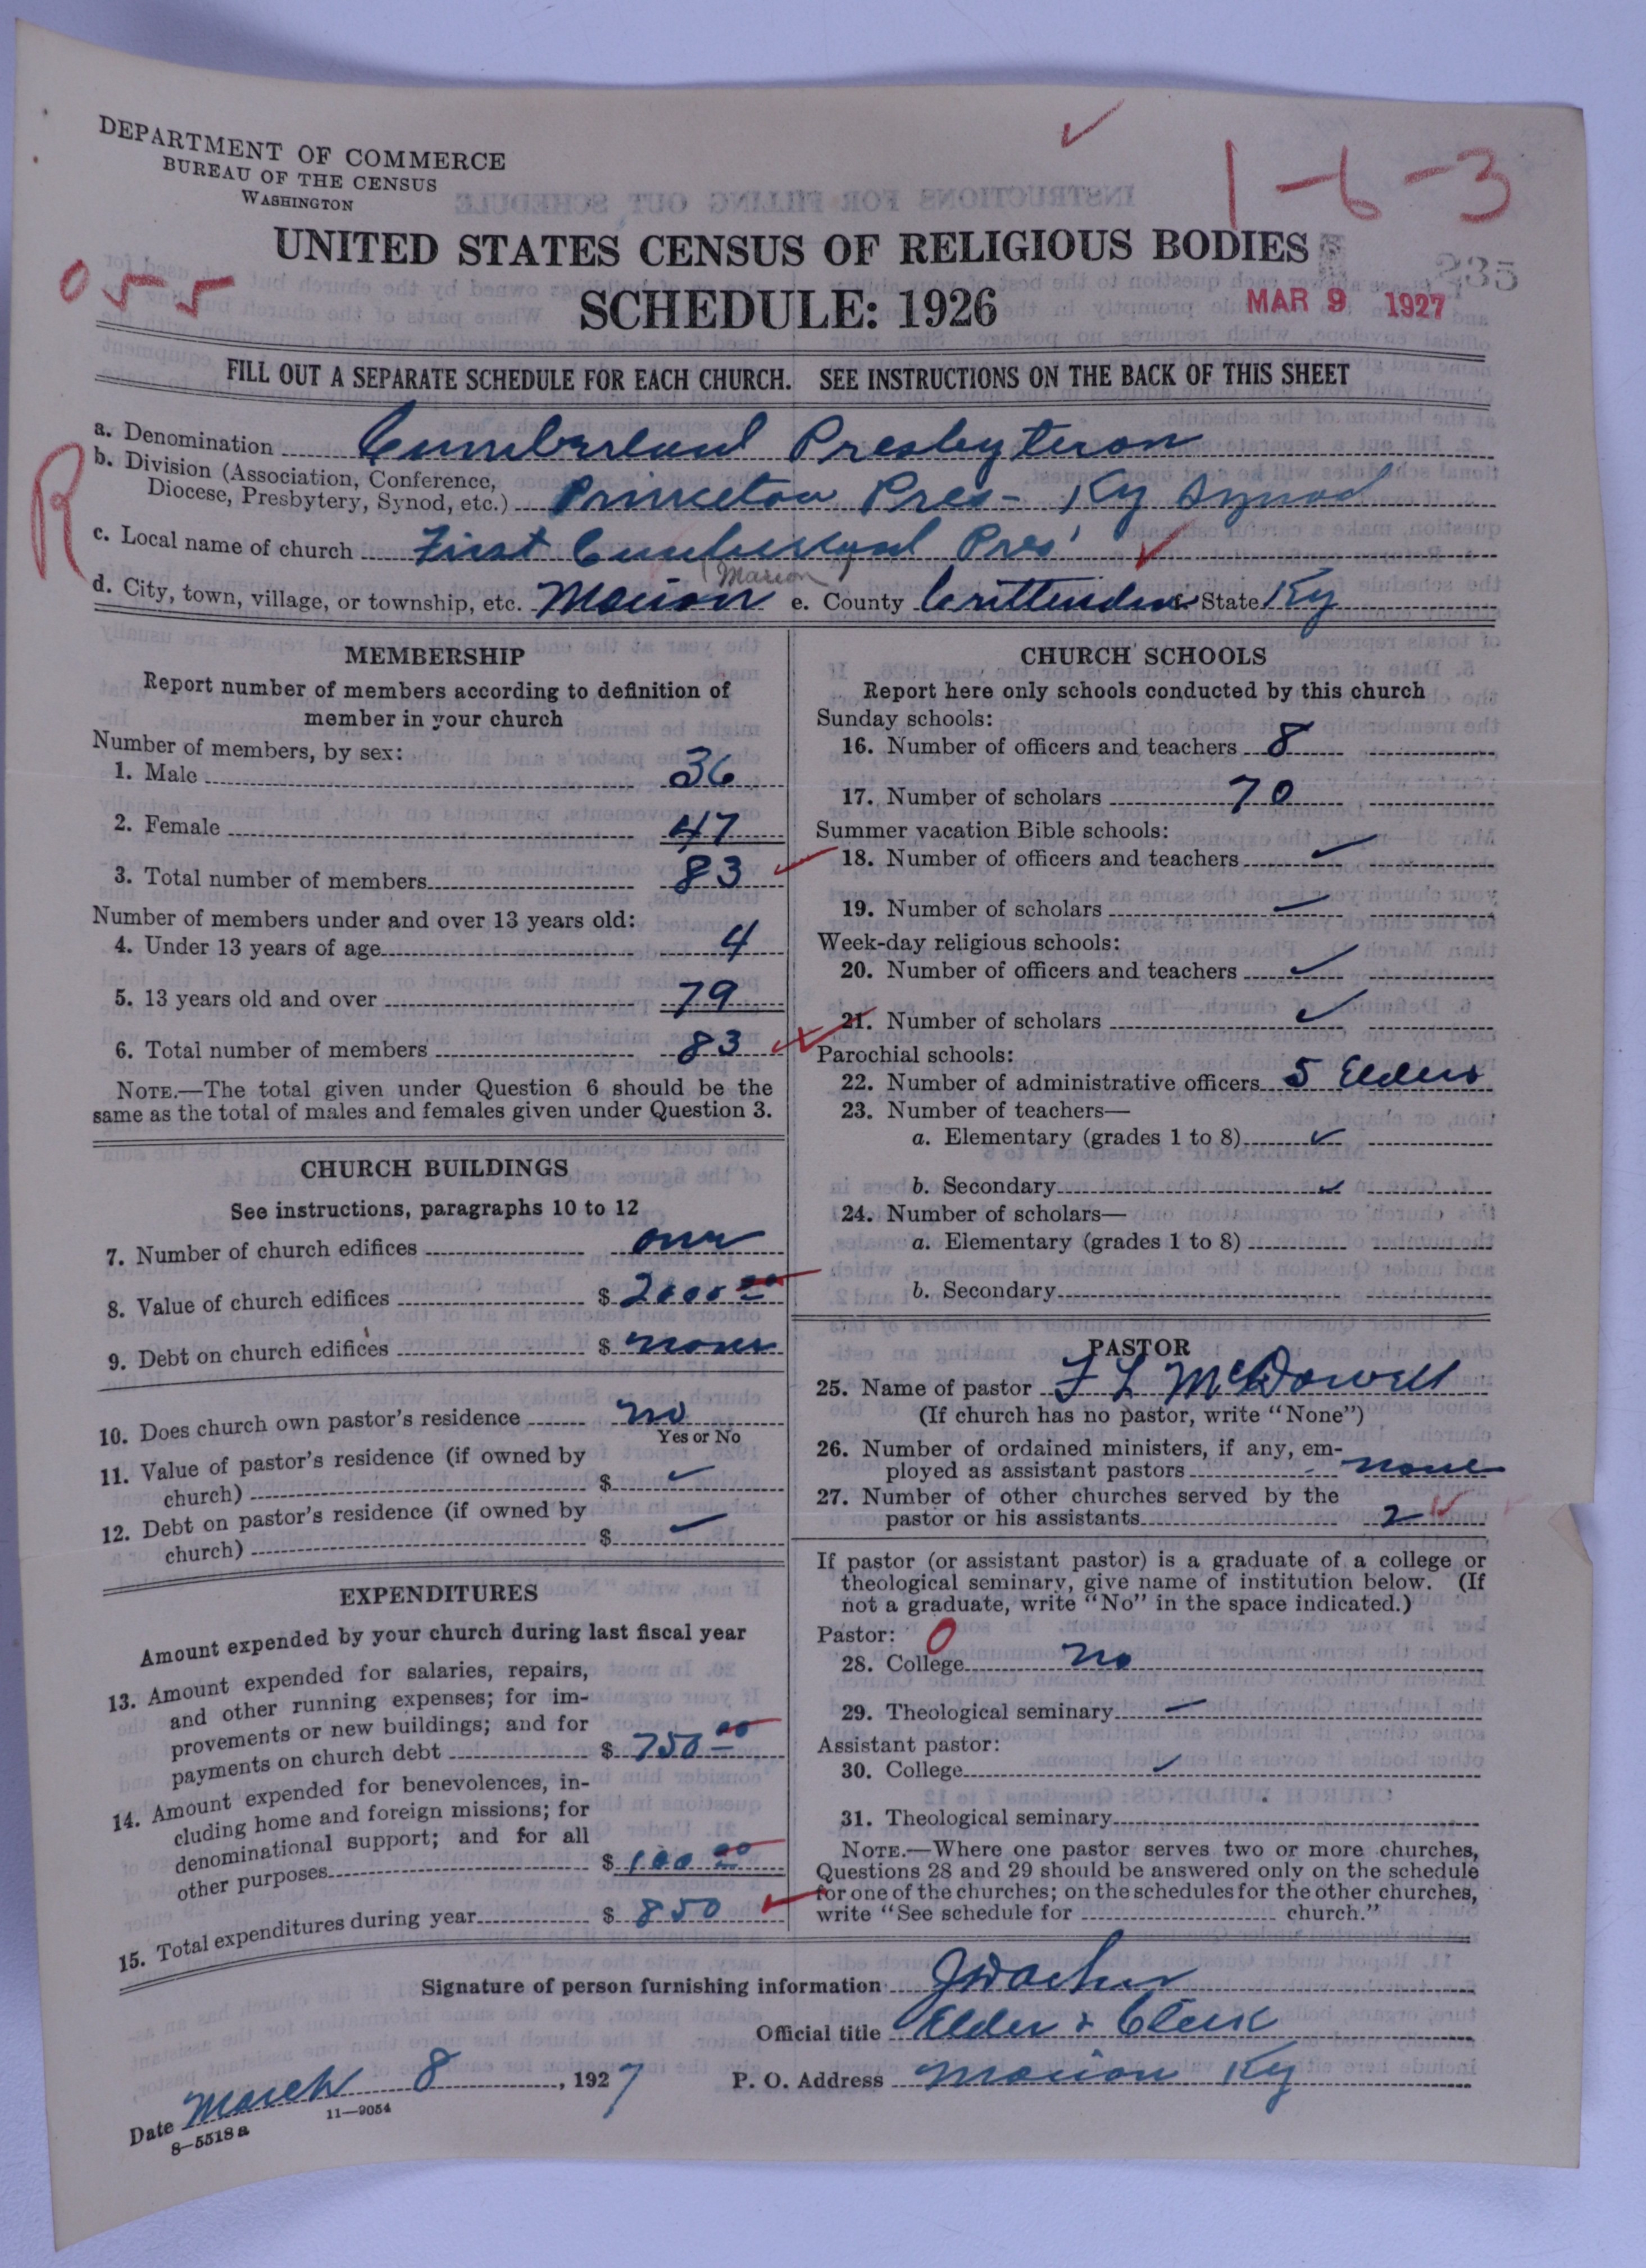 DEPARTMENT OF COMMERCE
BUREAU OF THE CENSUS
WASHINGTON
1-6-3
UNITED STATES CENSUS OF RELIGIOUS BODIES
055
235
SCHEDULE: 1926
MAR 9 1927
FILL OUT A SEPARATE SCHEDULE FOR EACH CHURCH. SEE INSTRUCTIONS ON THE BACK OF THIS SHEET
R
a. Denomination Cumberland Presbyterian
b. Division (Association, Conference,
Diocese, Presbytery, Synod, etc.) Princeton Pres - Ky Synod
c. Local name of church First Cumberland Pres
Marion
d. City, town, village, or township, etc. Marion e. County Crittenden State Ky
MEMBERSHIP
Report number of members according to definition of
member in your church
Number of members, by sex:
1. Male 36
2. Female 47
3. Total number of members 83
Number of members under and over 13 years old:
4. Under 13 years of age 4
5. 13 years old and over 79
6. Total number of members 83
NOTE.—The total given under Question 6 should be the
same as the total of males and females given under Question 3.
CHURCH BUILDINGS
See instructions, paragraphs 10 to 12
7. Number of church edifices one
8. Value of church edifices $ 2000 00
9. Debt on church edifices $ none
10. Does church own pastor's residence no
Yes or No
11. Value of pastor's residence (if owned by
church) $ ✓
12. Debt on pastor's residence (if owned by
church) $ ✓
EXPENDITURES
Amount expended by your church during last fiscal year
13. Amount expended for salaries, repairs,
and other running expenses; for im-
provements or new buildings; and for
payments on church debt $ 750 00
14. Amount expended for benevolences, in-
cluding home and foreign missions; for
denominational support; and for all
other purposes $ 100 00
15. Total expenditures during year $ 850
CHURCH SCHOOLS
Report here only schools conducted by this church
Sunday schools:
16. Number of officers and teachers 8
17. Number of scholars 70
Summer vacation Bible schools:
18. Number of officers and teachers ✓
19. Number of scholars —
Week-day religious schools:
20. Number of officers and teachers ✓
21. Number of scholars ✓
Parochial schools:
22. Number of administrative officers 5 Elders
23. Number of teachers—
a. Elementary (grades 1 to 8) ✓
b. Secondary ✓
24. Number of scholars—
a. Elementary (grades 1 to 8)
b. Secondary
PASTOR
25. Name of pastor F L McDowell
(If church has no pastor, write "None")
26. Number of ordained ministers, if any, em-
ployed as assistant pastors none
27. Number of other churches served by the
pastor or his assistants 2
If pastor (or assistant pastor) is a graduate of a college or
theological seminary, give name of institution below. (If
not a graduate, write "No" in the space indicated.)
Pastor: 0
28. College no
29. Theological seminary —
Assistant pastor:
30. College ✓
31. Theological seminary
NOTE.—Where one pastor serves two or more churches,
Questions 28 and 29 should be answered only on the schedule
for one of the churches; on the schedules for the other churches,
write "See schedule for church."
Signature of person furnishing information
Official title Elder & Clerk
Date March 8, 1927 P. O. Address Marion Ky
8—5518 a 11—9054